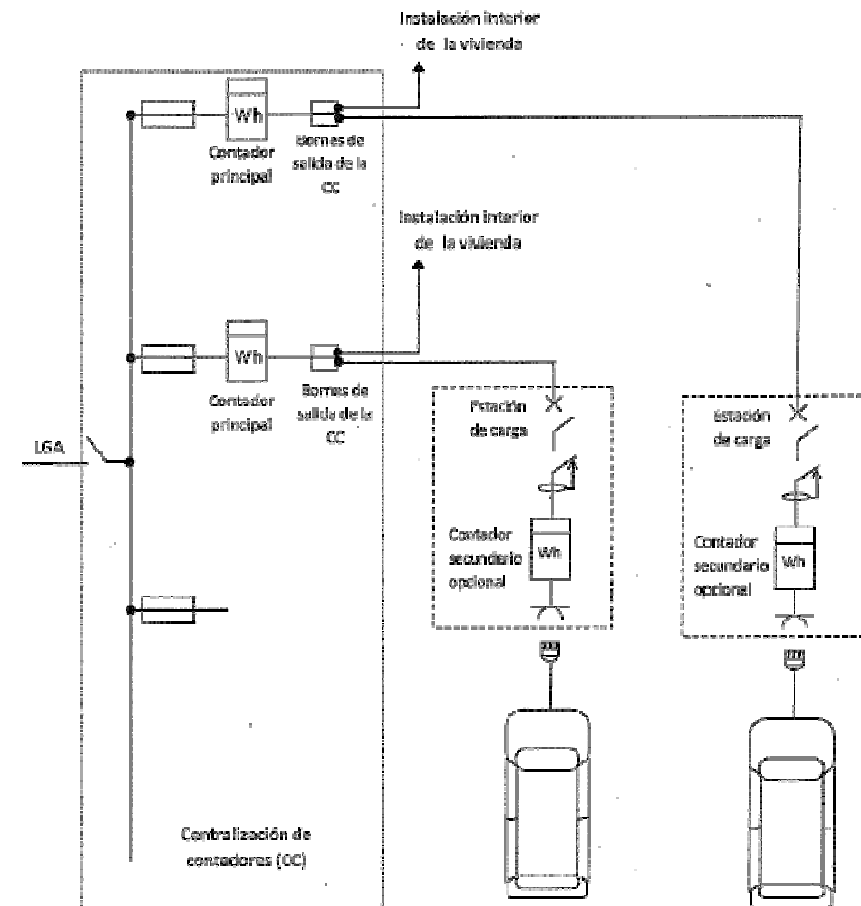 Instalación interior
de la vivienda
Wh
Contador
principal
Bornes de
salida de la
CC
Instalación interior
de la vivienda
Wh
Contador
principal
Bornes de
salida de la
CC
LGA
Estación
de carga
Contador
secundario
opcional
Wh
Estación
de carga
Contador
secundario
opcional
Wh
Centralización de
contadores (CC)